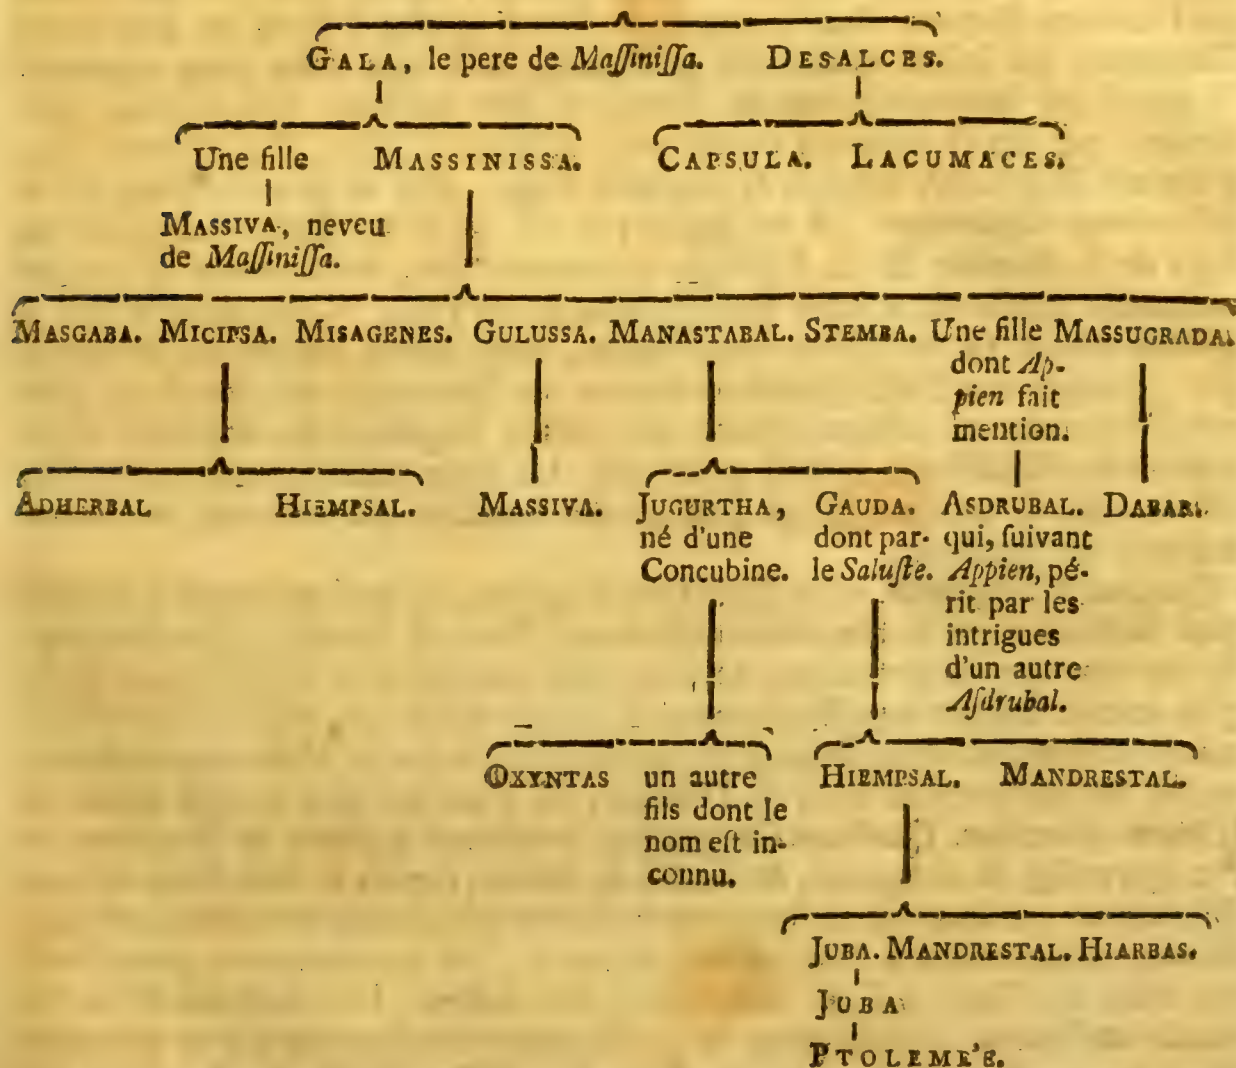 GALA, le pere de Maſſiniſſa. DESALCES.
Une fille MASSINISSA. CAPSULA. LACUMACES.
MASSIVA, neveu
de Maſſiniſſa.
MASGABA. MICIPSA. MISAGENES. GULUSSA. MANASTABAL. STEMBA. Une fille MASSUGRADA.
dont Ap-
pien fait
mention.
ADHERBAL HIEMPSAL. MASSIVA. JUGURTHA, GAUDA. ASDRUBAL. DABAR.
né d'une dont par- qui, ſuivant
Concubine. le Saluſte. Appien, pé-
rit par les
intrigues
d'un autre
Aſdrubal.
OXYNTAS un autre HIEMPSAL. MANDRESTAL.
fils dont le
nom eſt in-
connu.
JUBA. MANDRESTAL. HIARBAS.
JUBA
PTOLEME'E.